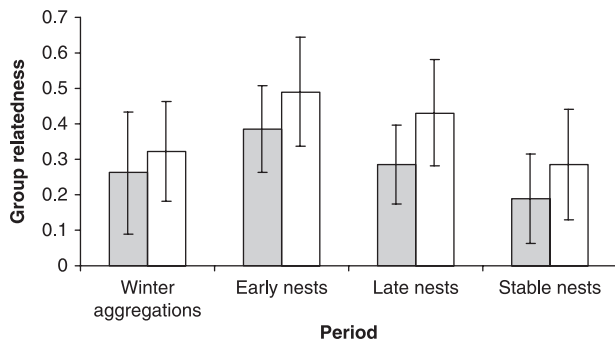 0.7
0.6
0.5
0.4
0.3
0.2
0.1
0
Group relatedness
Winter aggregations
Early nests
Late nests
Stable nests
Period